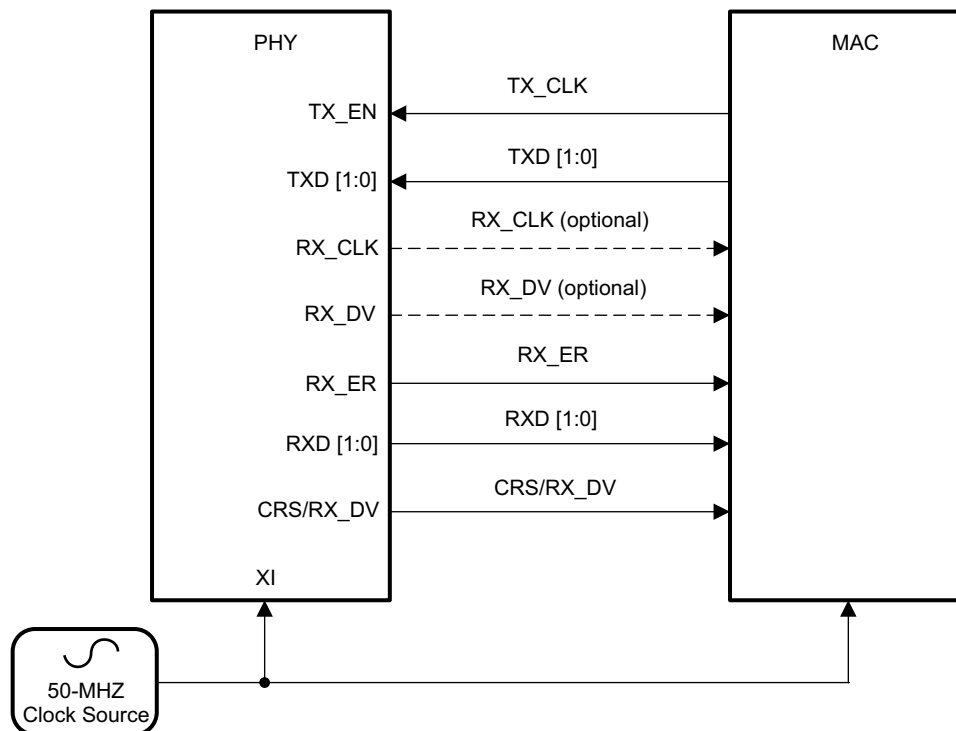 PHY
MAC
TX_CLK
TX_EN
TXD [1:0]
TXD [1:0]
RX_CLK (optional)
RX_CLK
RX_DV (optional)
RX_DV
RX_ER
RX_ER
RXD [1:0]
RXD [1:0]
CRS/RX_DV
CRS/RX_DV
XI
50-MHZ
Clock Source